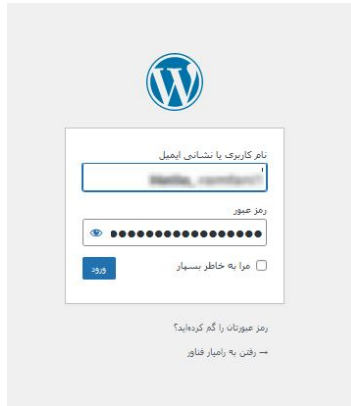 نام کاربری یا نشانی ایمیل
رمز عبور
مرا به خاطر بسپار
ورود
رمز عبورتان را گم کرده‌اید؟
→ رفتن به رامیار فناور